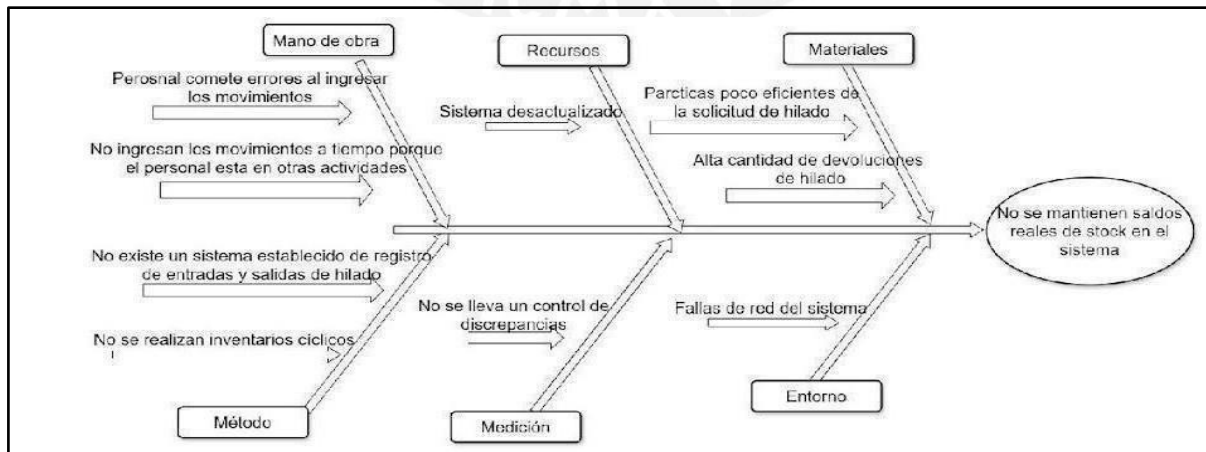 Mano de obra
Recursos
Materiales
Perosnal comete errores al ingresar
los movimientos
Sistema desactualizado
Parcticas poco eficientes de
la solicitud de hilado
No ingresan los movimientos a tiempo porque
el personal esta en otras actividades
Alta cantidad de devoluciones
de hilado
No se mantienen saldos
reales de stock en el
sistema
No existe un sistema establecido de registro
de entradas y salidas de hilado
No se lleva un control de
discrepancias
Fallas de red del sistema
No se realizan inventarios cíclicos
Entorno
Método
Medición